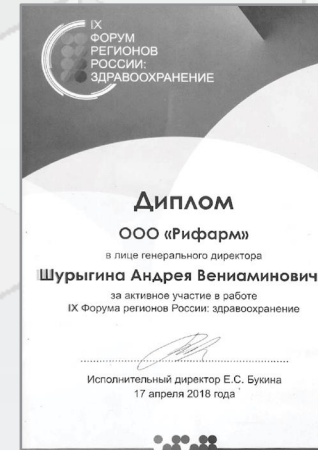 IX
ФОРУМ
РЕГИОНОВ
РОССИИ:
ЗДРАВООХРАНЕНИЕ
Диплом
ООО «Рифарм»
в лице генерального директора
Шурыгина Андрея Вениаминович
за активное участие в работе
IX Форума регионов России: здравоохранение
Исполнительный директор Е.С. Букина
17 апреля 2018 года